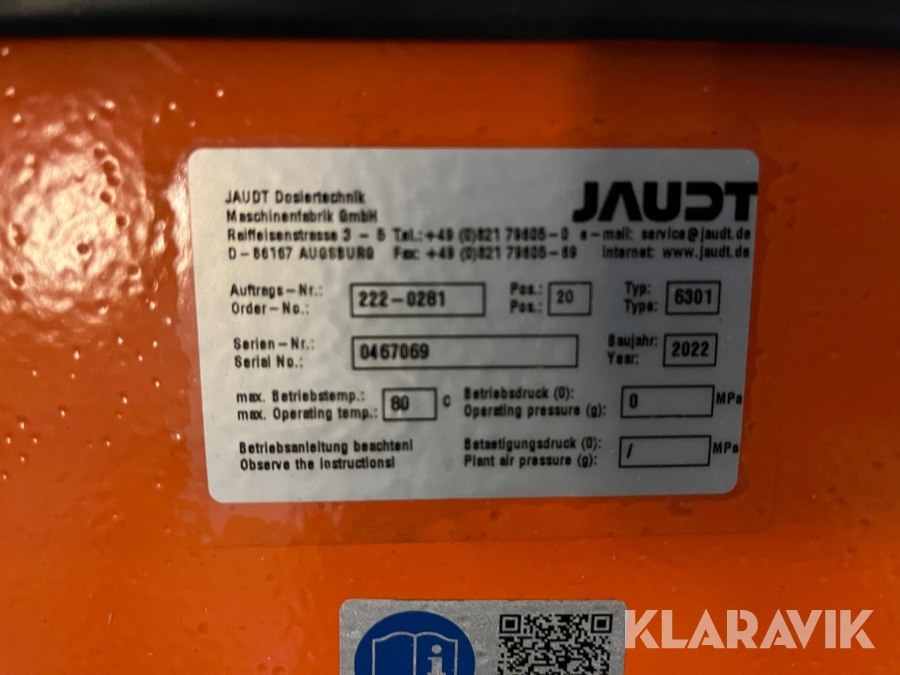 JAUDT Dosiertechnik
Maschinenfabrik GmbH
JAUDT
Raiffeisenstrasse 3 - 5 Tel.: +49 (0)821 79605-0 e-mail: service@jaudt.de
D-86167 AUGSBURG Fax: +49 (0)821 79605-69 Internet: www.jaudt.de
Auftrags-Nr.: 222-0281 Pos.: 20 Typ: 6301
Order-No.: Pos.: Type:
Serien-Nr.: 0467069 Baujahr: 2022
Serial No.: Year:
max. Betriebstemp.: 80 C Betriebsdruck (0): 0 MPa
max. Operating temp.: Operating pressure (g):
Betriebsanleitung beachten! Betaetigungsdruck (0): / MPa
Observe the instructions! Plant air pressure (g):
KLARAVIK